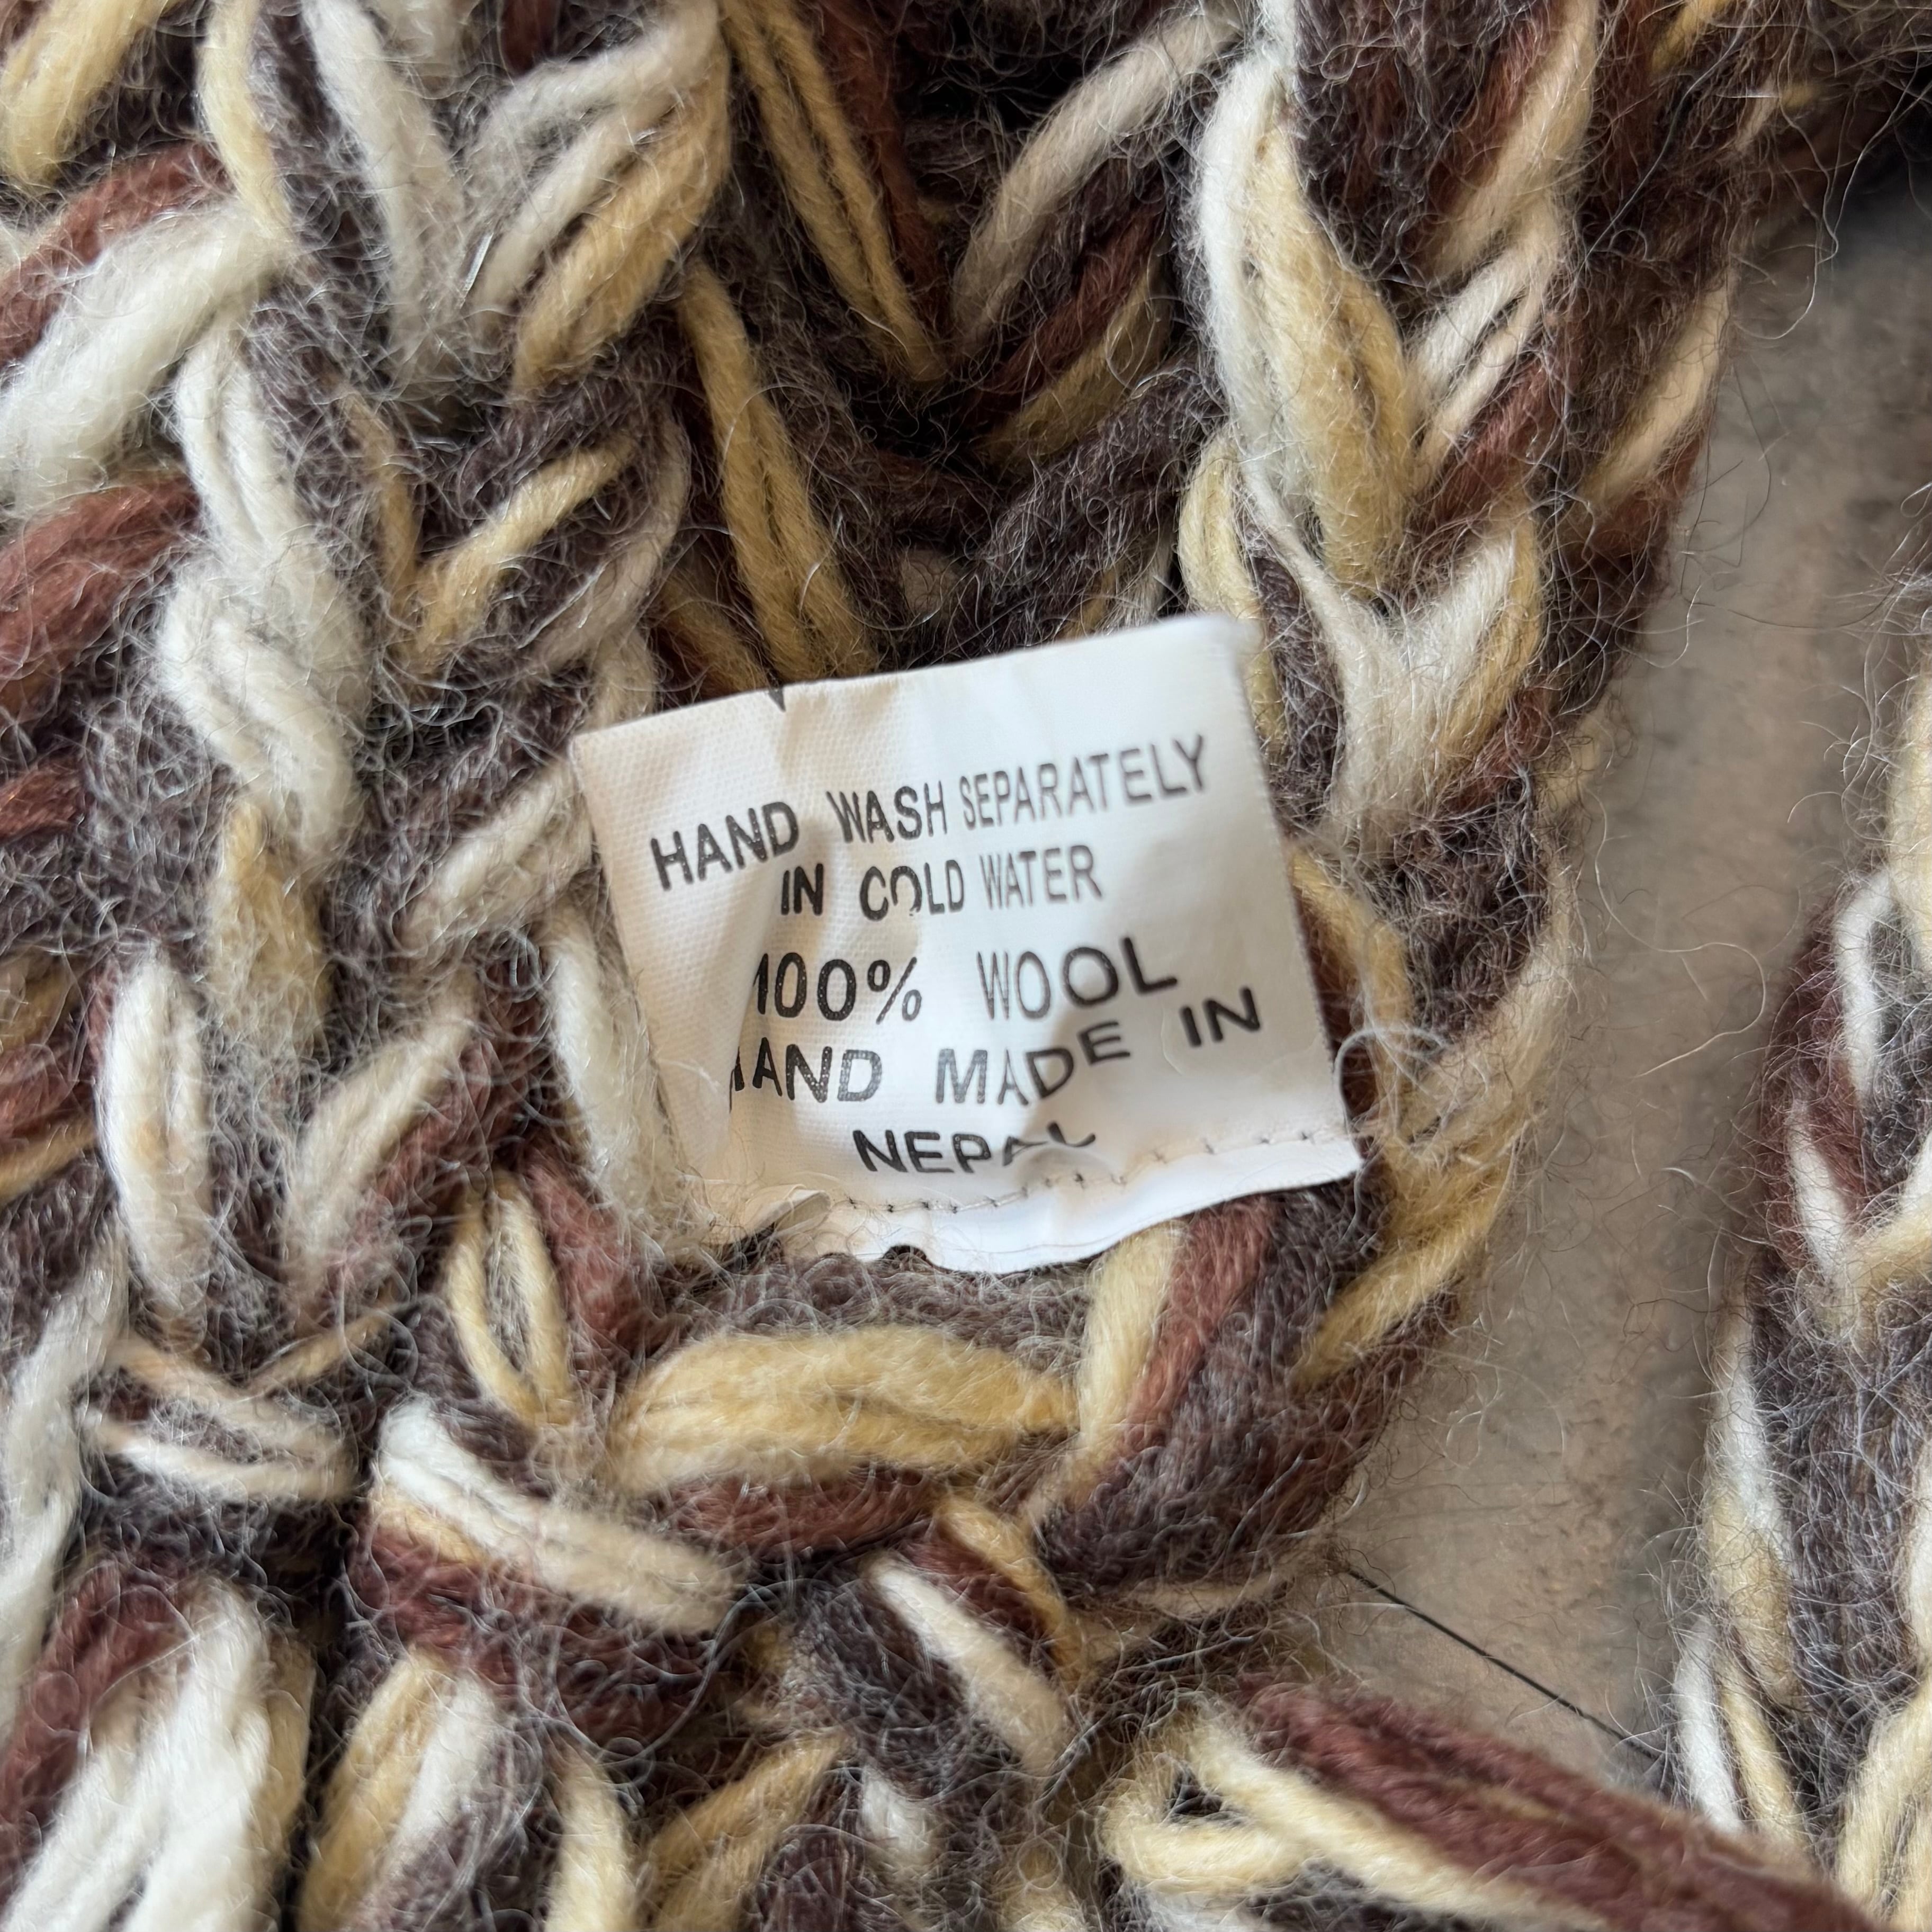 HAND WASH SEPARATELY
IN COLD WATER
100% WOOL
HAND MADE IN
NEPAL